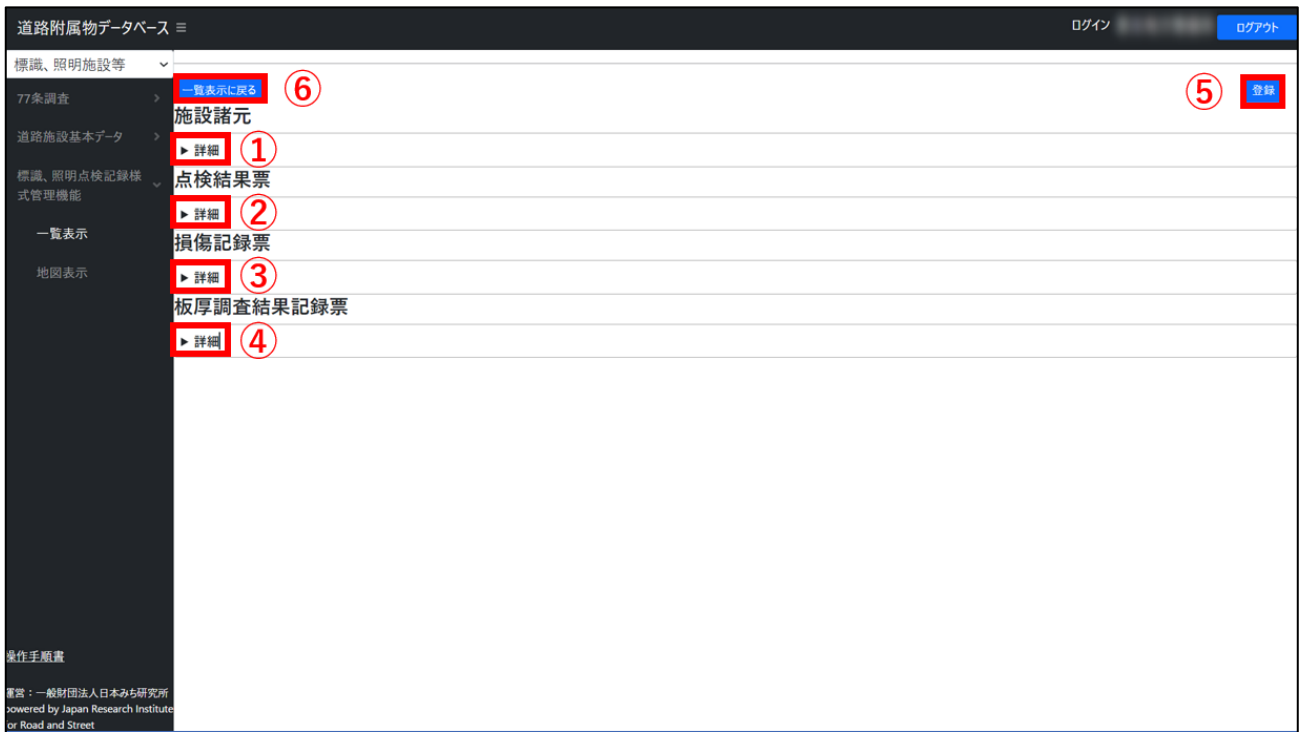 道路附属物データベース ≡
ログイン
ログアウト
標識、照明施設等
77条調査
道路施設基本データ
標識、照明点検記録様
式管理機能
一覧表示
地図表示
一覧表示に戻る ⑥
⑤ 登録
施設諸元
▶ 詳細 ①
点検結果票
▶ 詳細 ②
損傷記録票
▶ 詳細 ③
板厚調査結果記録票
▶ 詳細 ④
操作手順書
運営：一般財団法人日本みち研究所
powered by Japan Research Institute
for Road and Street